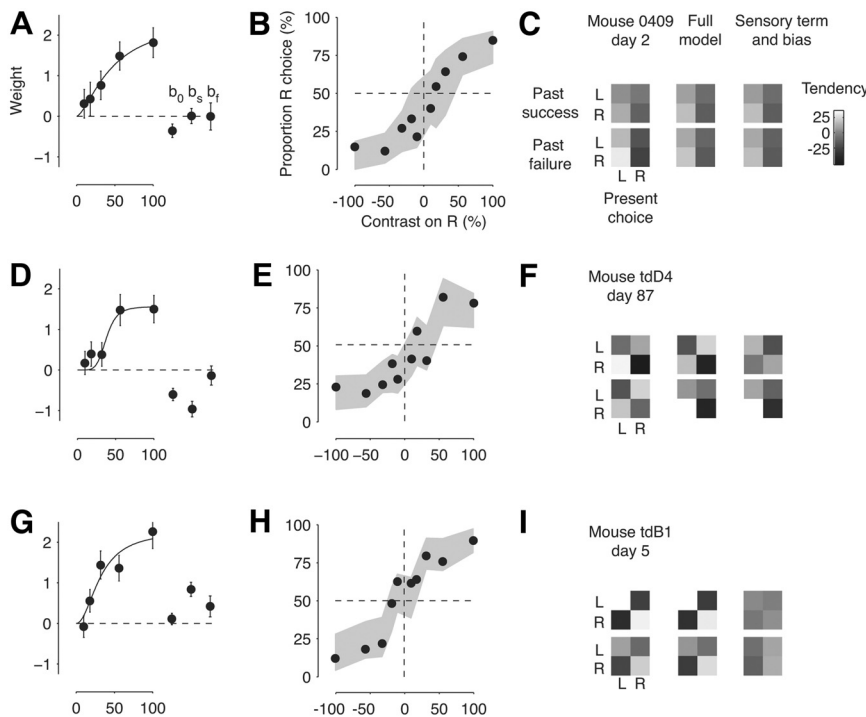 A
Weight
1
0
−1
b0 bs bf
0 50 100
B
Proportion R choice (%)
100
75
50
25
0
-100 -50 0 50 100
Contrast on R (%)
C
Mouse 0409
day 2
Full
model
Sensory term
and bias
Past
success
L
R
Past
failure
L
R
L R
Present
choice
Tendency
25
0
-25
D
2
1
0
−1
0 50 100
E
100
75
50
25
0
−100 −50 0 50 100
F
Mouse tdD4
day 87
L
R
L
R
L R
G
2
1
0
−1
0 50 100
H
100
75
50
25
0
-100 -50 0 50 100
I
Mouse tdB1
day 5
L
R
L
R
L R